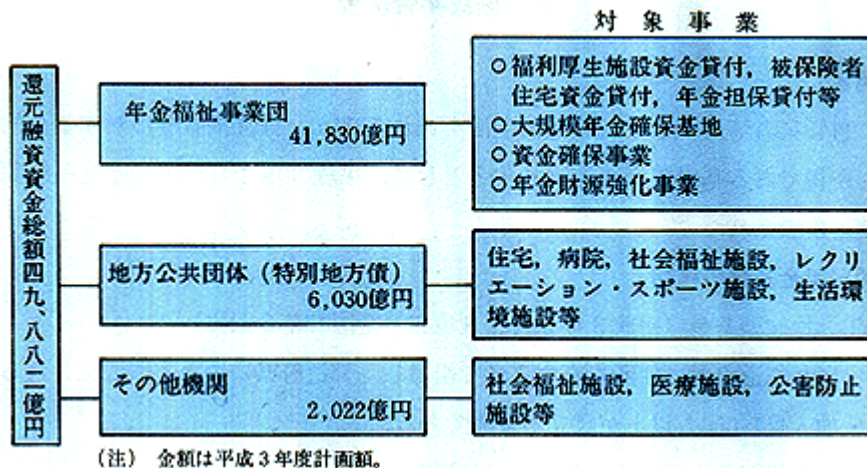 対象事業
還元融資資金総額四九、八八二億円
年金福祉事業団
41,830億円
○福利厚生施設資金貸付，被保険者
住宅資金貸付，年金担保貸付等
○大規模年金確保基地
○資金確保事業
○年金財源強化事業
地方公共団体（特別地方債）
6,030億円
住宅，病院，社会福祉施設，レクリ
エーション・スポーツ施設，生活環
境施設等
その他機関
2,022億円
社会福祉施設，医療施設，公害防止
施設等
（注） 金額は平成３年度計画額。